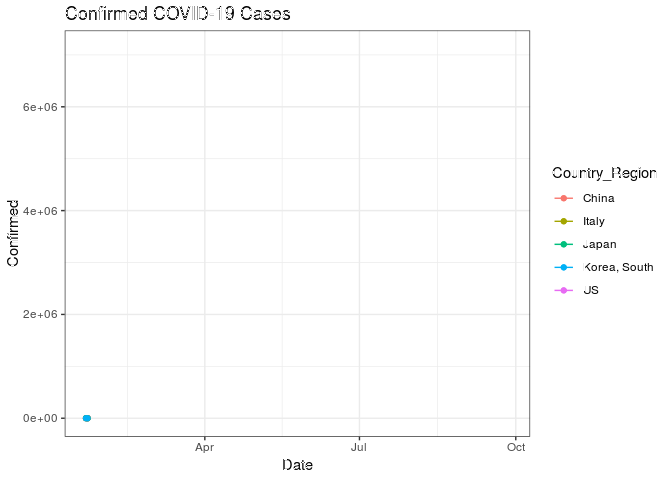 Confirmed COVID-19 Cases
6e+06
4e+06
2e+06
0e+00
Confirmed
Apr
Jul
Oct
Date
Country_Region
China
Italy
Japan
Korea, South
US